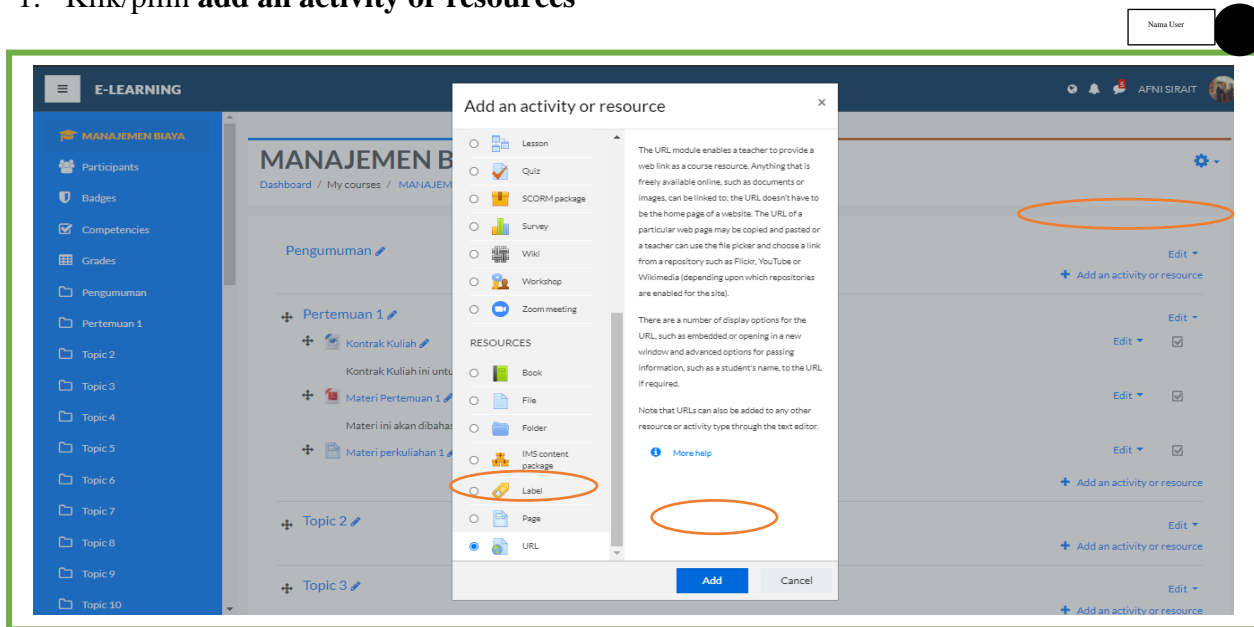 1. Klik/pilih add an activity or resources
Nama User
E-LEARNING
AFNI SIRAIT
MANAJEMEN BIAYA
Participants
Badges
Competencies
Grades
Pengumuman
Pertemuan 1
Topic 2
Topic 3
Topic 4
Topic 5
Topic 6
Topic 7
Topic 8
Topic 9
Topic 10
MANAJEMEN B
Dashboard / My courses / MANAJEM
Pengumuman
Edit
Add an activity or resource
Pertemuan 1
Edit
Kontrak Kuliah
Edit
Kontrak Kuliah ini untu
Materi Pertemuan 1
Edit
Materi ini akan dibahas
Materi perkuliahan 1
Edit
Add an activity or resource
Topic 2
Edit
Add an activity or resource
Topic 3
Edit
Add an activity or resource
Add an activity or resource
×
Lesson
Quiz
SCORM package
Survey
Wiki
Workshop
Zoom meeting
RESOURCES
Book
File
Folder
IMS content
package
Label
Page
URL
The URL module enables a teacher to provide a
web link as a course resource. Anything that is
freely available online, such as documents or
images, can be linked to; the URL doesn't have to
be the home page of a website. The URL of a
particular web page may be copied and pasted or
a teacher can use the file picker and choose a link
from a repository such as Flickr, YouTube or
Wikimedia (depending upon which repositories
are enabled for the site).
There are a number of display options for the
URL, such as embedded or opening in a new
window and advanced options for passing
information, such as a student's name, to the URL
if required.
Note that URLs can also be added to any other
resource or activity type through the text editor.
More help
Add
Cancel